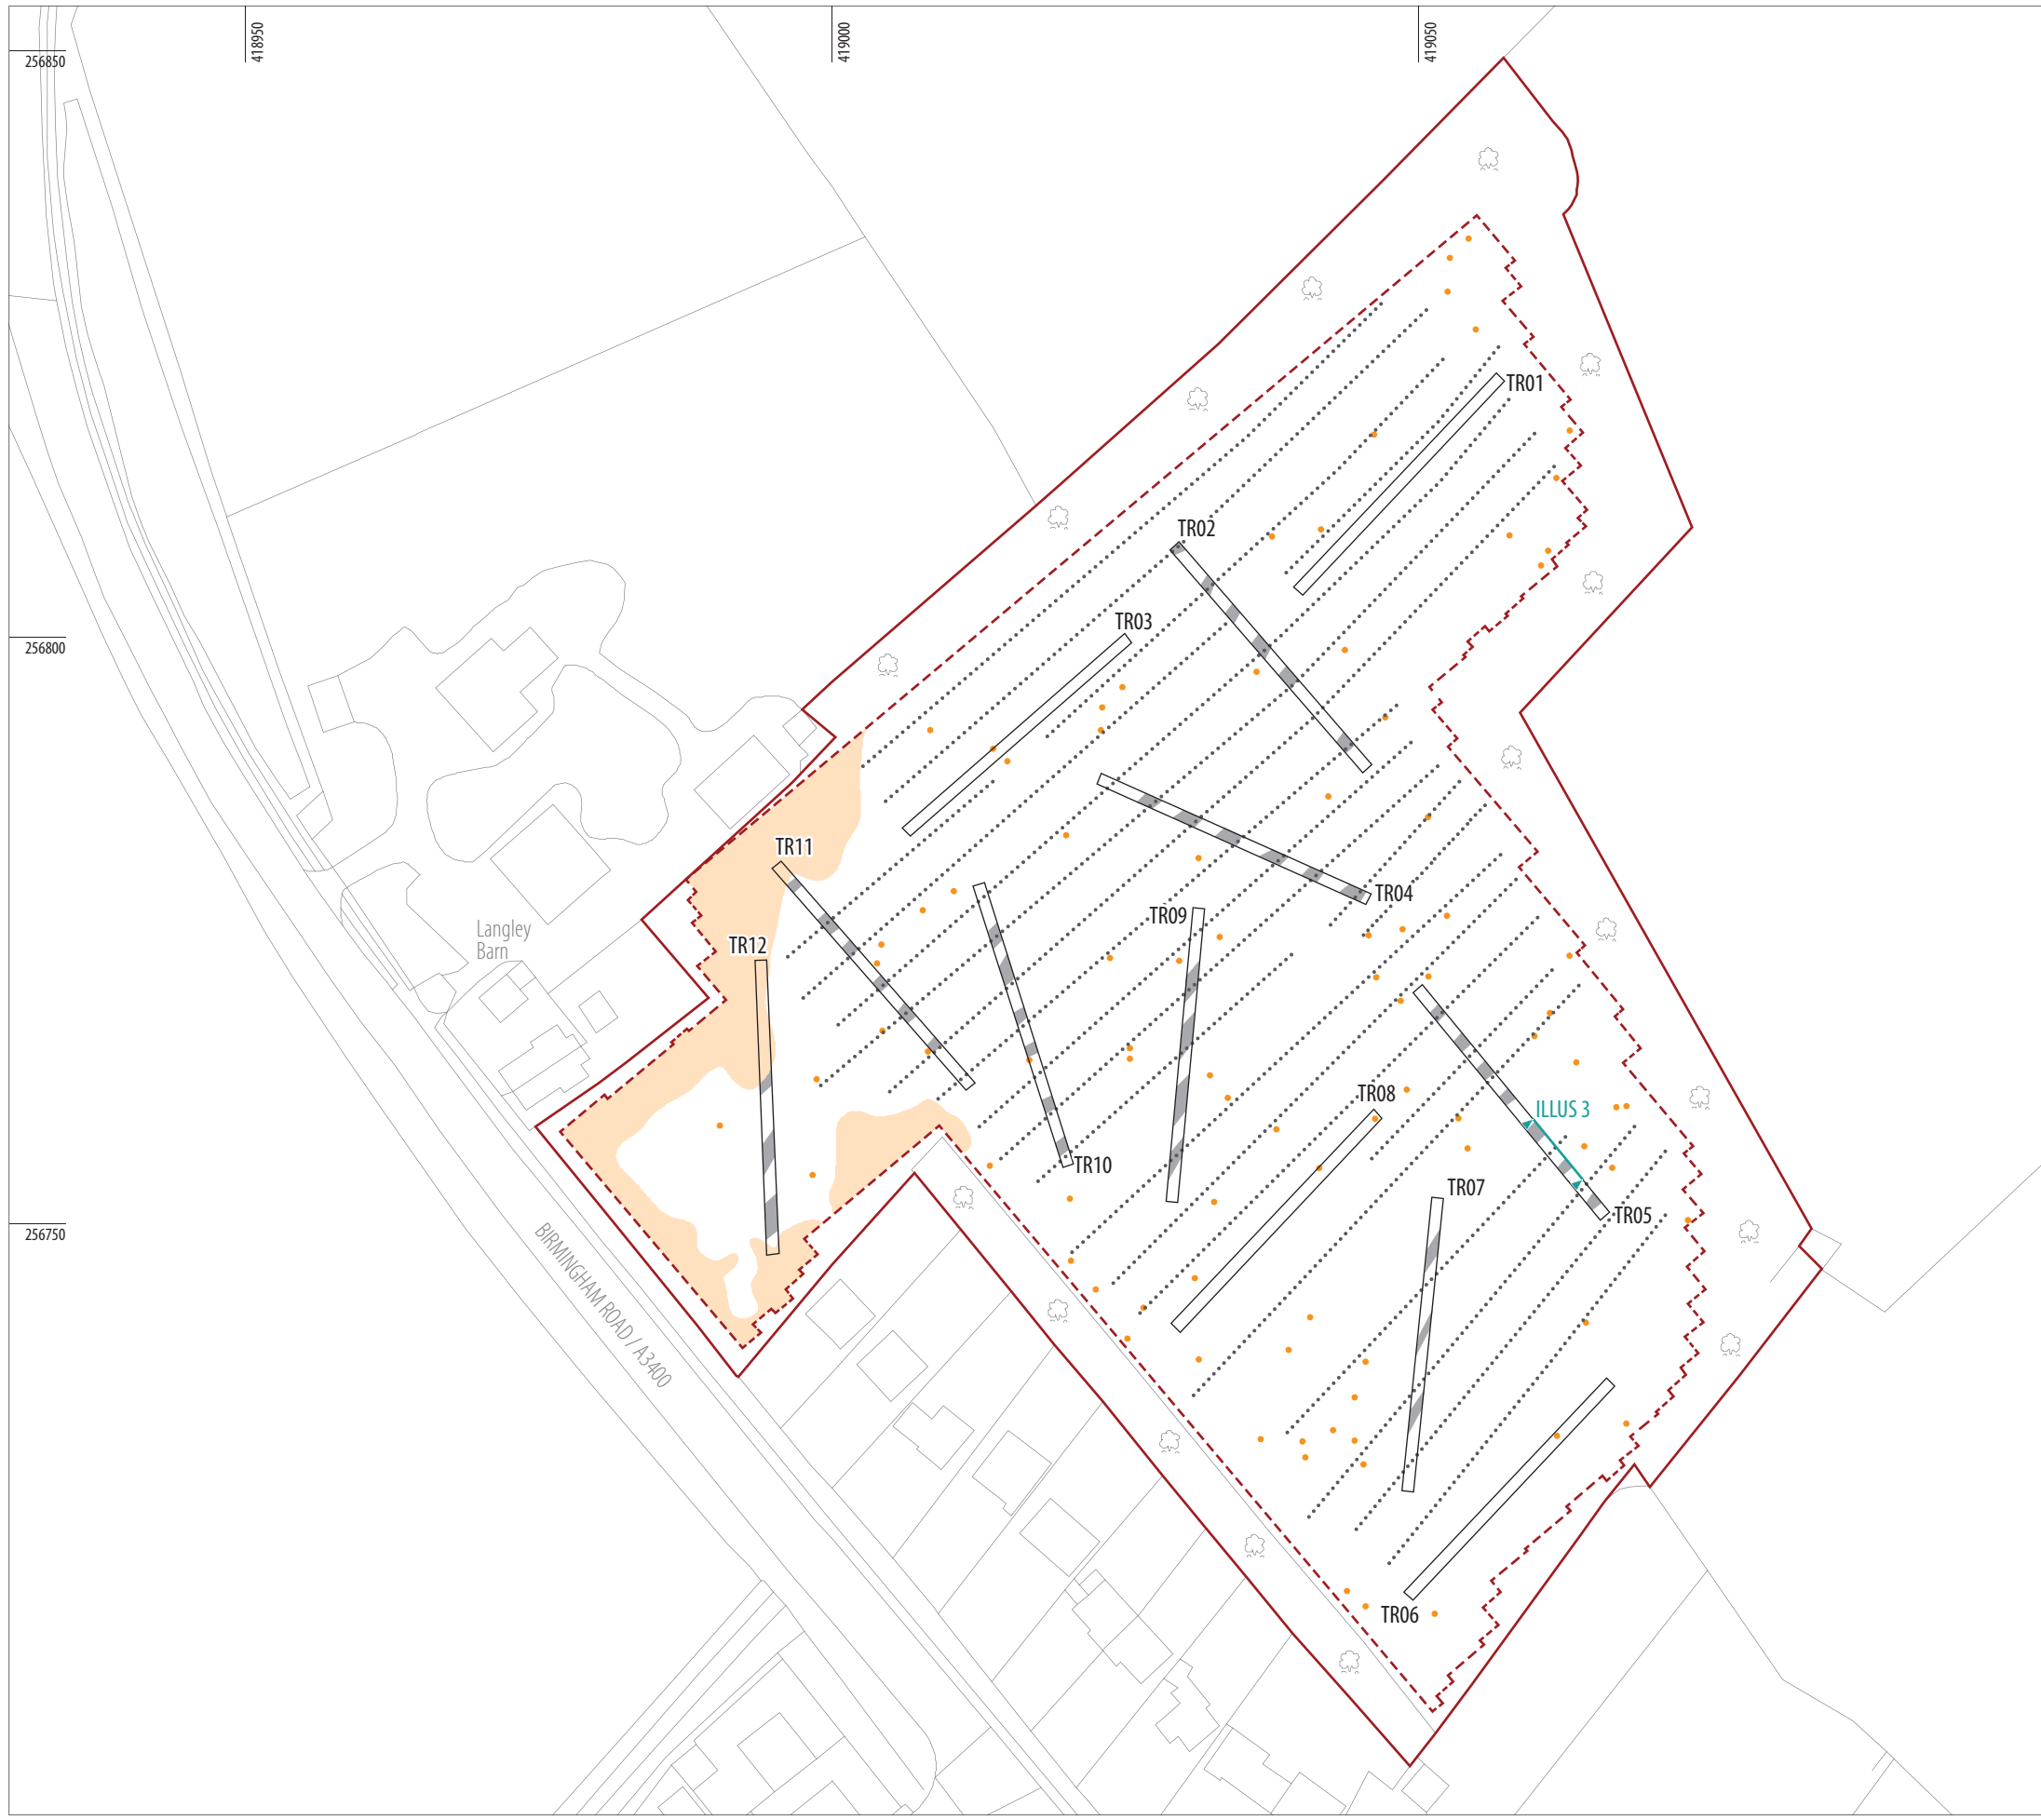 418950
419000
419050
256850
TR01
TR02
TR03
256800
TR11
TR04
TR09
Langley
Barn
TR12
TR08
ILLUS 3
TR10
TR07
TR05
256750
BIRMINGHAM ROAD / A3400
TR06